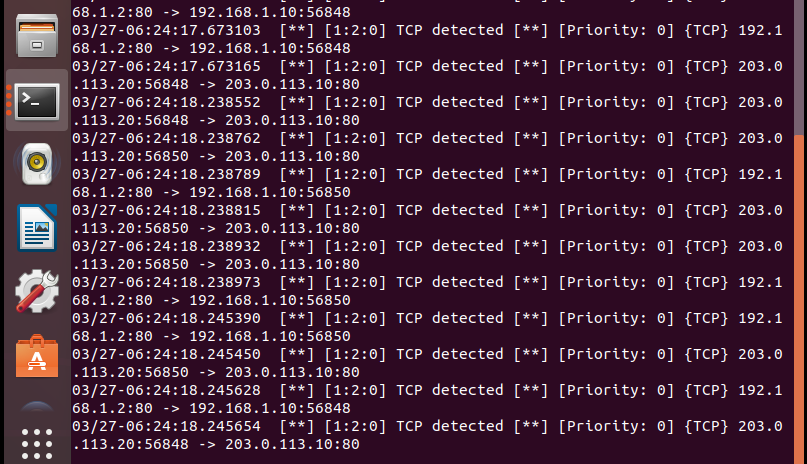 68.1.2:80 -> 192.168.1.10:56848
03/27-06:24:17.673103  [**] [1:2:0] TCP detected [**] [Priority: 0] {TCP} 192.1
68.1.2:80 -> 192.168.1.10:56848
03/27-06:24:17.673165  [**] [1:2:0] TCP detected [**] [Priority: 0] {TCP} 203.0
.113.20:56848 -> 203.0.113.10:80
03/27-06:24:18.238552  [**] [1:2:0] TCP detected [**] [Priority: 0] {TCP} 203.0
.113.20:56848 -> 203.0.113.10:80
03/27-06:24:18.238762  [**] [1:2:0] TCP detected [**] [Priority: 0] {TCP} 203.0
.113.20:56850 -> 203.0.113.10:80
03/27-06:24:18.238789  [**] [1:2:0] TCP detected [**] [Priority: 0] {TCP} 192.1
68.1.2:80 -> 192.168.1.10:56850
03/27-06:24:18.238815  [**] [1:2:0] TCP detected [**] [Priority: 0] {TCP} 203.0
.113.20:56850 -> 203.0.113.10:80
03/27-06:24:18.238932  [**] [1:2:0] TCP detected [**] [Priority: 0] {TCP} 203.0
.113.20:56850 -> 203.0.113.10:80
03/27-06:24:18.238973  [**] [1:2:0] TCP detected [**] [Priority: 0] {TCP} 192.1
68.1.2:80 -> 192.168.1.10:56850
03/27-06:24:18.245390  [**] [1:2:0] TCP detected [**] [Priority: 0] {TCP} 192.1
68.1.2:80 -> 192.168.1.10:56850
03/27-06:24:18.245450  [**] [1:2:0] TCP detected [**] [Priority: 0] {TCP} 203.0
.113.20:56850 -> 203.0.113.10:80
03/27-06:24:18.245628  [**] [1:2:0] TCP detected [**] [Priority: 0] {TCP} 192.1
68.1.2:80 -> 192.168.1.10:56848
03/27-06:24:18.245654  [**] [1:2:0] TCP detected [**] [Priority: 0] {TCP} 203.0
.113.20:56848 -> 203.0.113.10:80